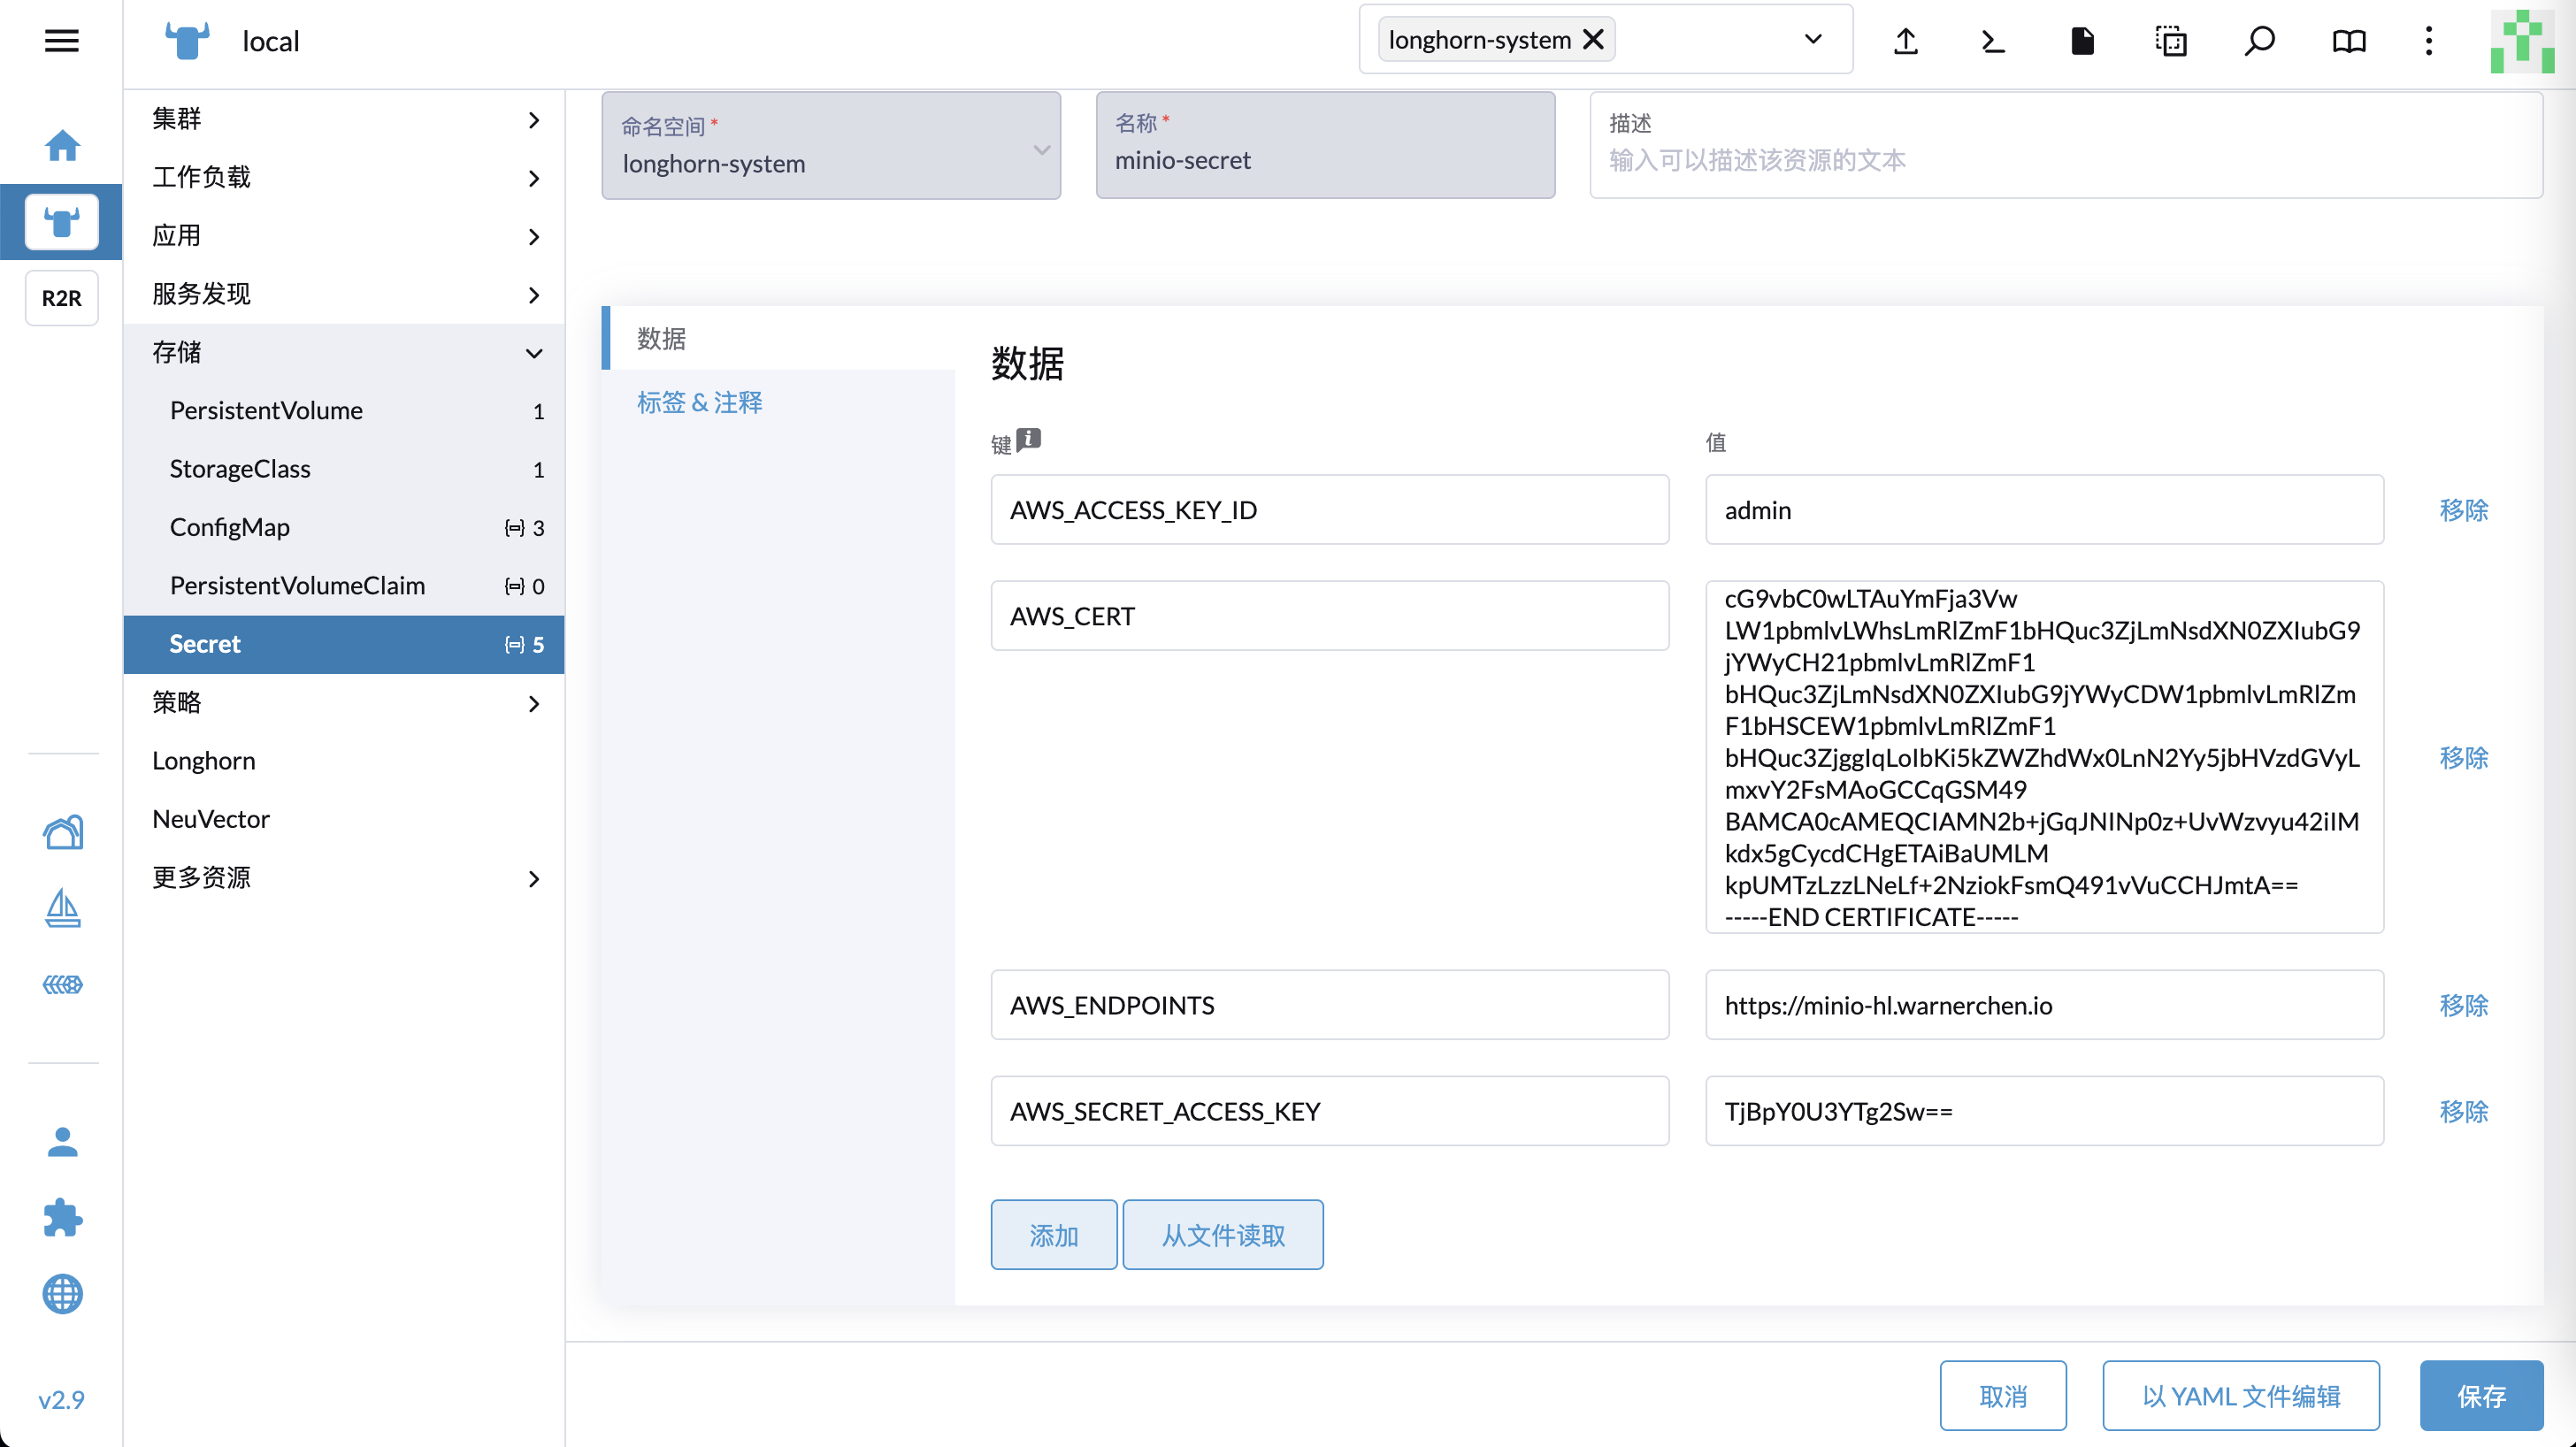 local
longhorn-system
R2R
v2.9
集群
工作负载
应用
服务发现
存储
PersistentVolume 1
StorageClass 1
ConfigMap 3
PersistentVolumeClaim 0
Secret 5
策略
Longhorn
NeuVector
更多资源
命名空间 *
longhorn-system
名称 *
minio-secret
描述
输入可以描述该资源的文本
数据
标签 & 注释
数据
键
值
AWS_ACCESS_KEY_ID
admin
移除
AWS_CERT
cG9vbC0wLTAuYmFja3Vw
LW1pbmlvLWhsLmRlZmF1bHQuc3ZjLmNsdXN0ZXIubG9
jYWyCH21pbmlvLmRlZmF1
bHQuc3ZjLmNsdXN0ZXIubG9jYWyCDW1pbmlvLmRlZm
F1bHSCEW1pbmlvLmRlZmF1
bHQuc3ZjggIqLoIbKi5kZWZhdWx0LnN2Yy5jbHVzdGVyL
mxvY2FsMAoGCCqGSM49
BAMCA0cAMEQCIAMN2b+jGqJNINp0z+UvWzvyu42iIM
kdx5gCycdCHgETAiBaUMLM
kpUMTzLzzLNeLf+2NziokFsmQ491vVuCCHJmtA==
-----END CERTIFICATE-----
移除
AWS_ENDPOINTS
https://minio-hl.warnerchen.io
移除
AWS_SECRET_ACCESS_KEY
TjBpY0U3YTg2Sw==
移除
添加
从文件读取
取消
以 YAML 文件编辑
保存